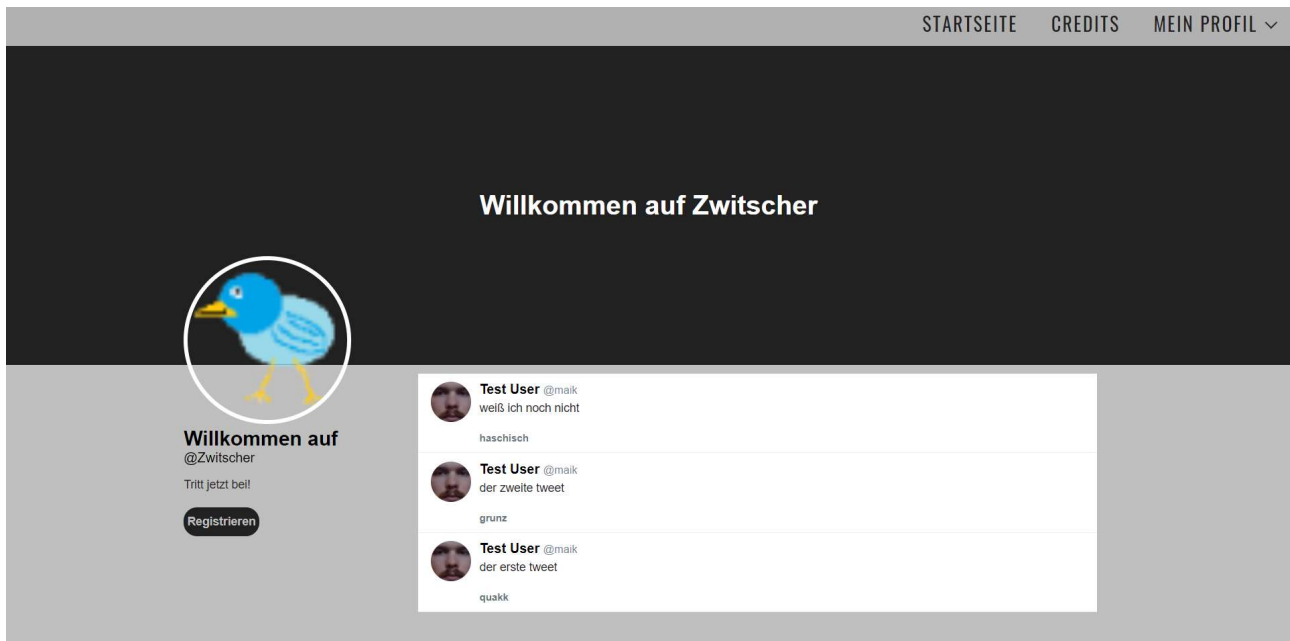 STARTSEITE CREDITS MEIN PROFIL
Willkommen auf Zwitscher
Willkommen auf
@Zwitscher
Tritt jetzt bei!
Registrieren
Test User @maik
weiß ich noch nicht
haschisch
Test User @maik
der zweite tweet
grunz
Test User @maik
der erste tweet
quakk